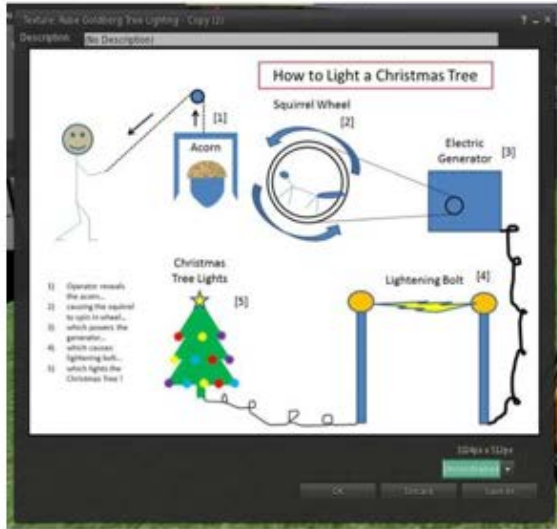 Texture: Rube Goldberg Tree Lighting - Copy (2)
Description: (No Description)
How to Light a Christmas Tree
Squirrel Wheel
[2]
[1]
Acorn
Electric
Generator
[3]
Christmas
Tree Lights
[5]
Lightening Bolt
[4]
1) Operator reveals
the acorn...
2) causing the squirrel
to spin in wheel...
3) which powers the
generator...
4) which causes
lightening bolt...
5) which lights the
Christmas Tree !
1024px x 512px
OK
Discard
Save As